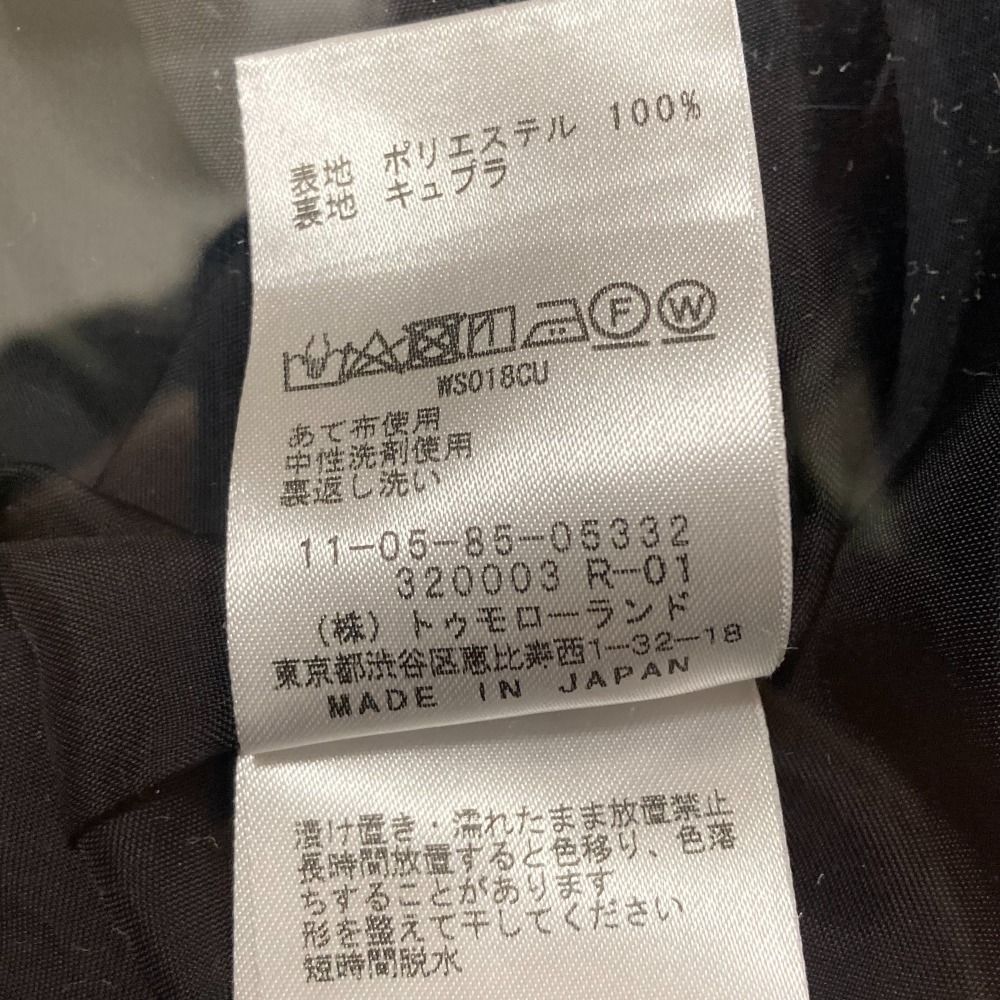 表地 ポリエステル 100%
裏地 キュプラ
F W
WS018CU
あて布使用
中性洗剤使用
裏返し洗い
11-05-85-05332
320003 R-01
(株) トゥモローランド
東京都渋谷区恵比寿西1-32-18
MADE IN JAPAN
漬け置き・濡れたまま放置禁止
長時間放置すると色移り、色落
ちすることがあります
形を整えて干してください
短時間脱水